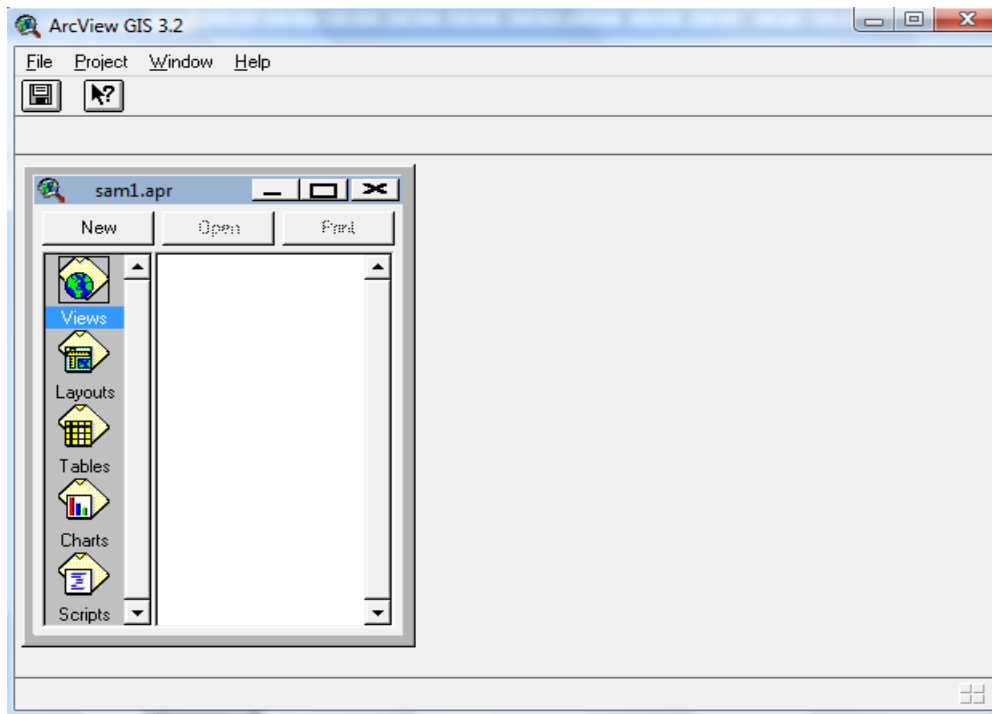 ArcView GIS 3.2
File Project Window Help
sam1.apr
New Open Print
Views
Layouts
Tables
Charts
Scripts